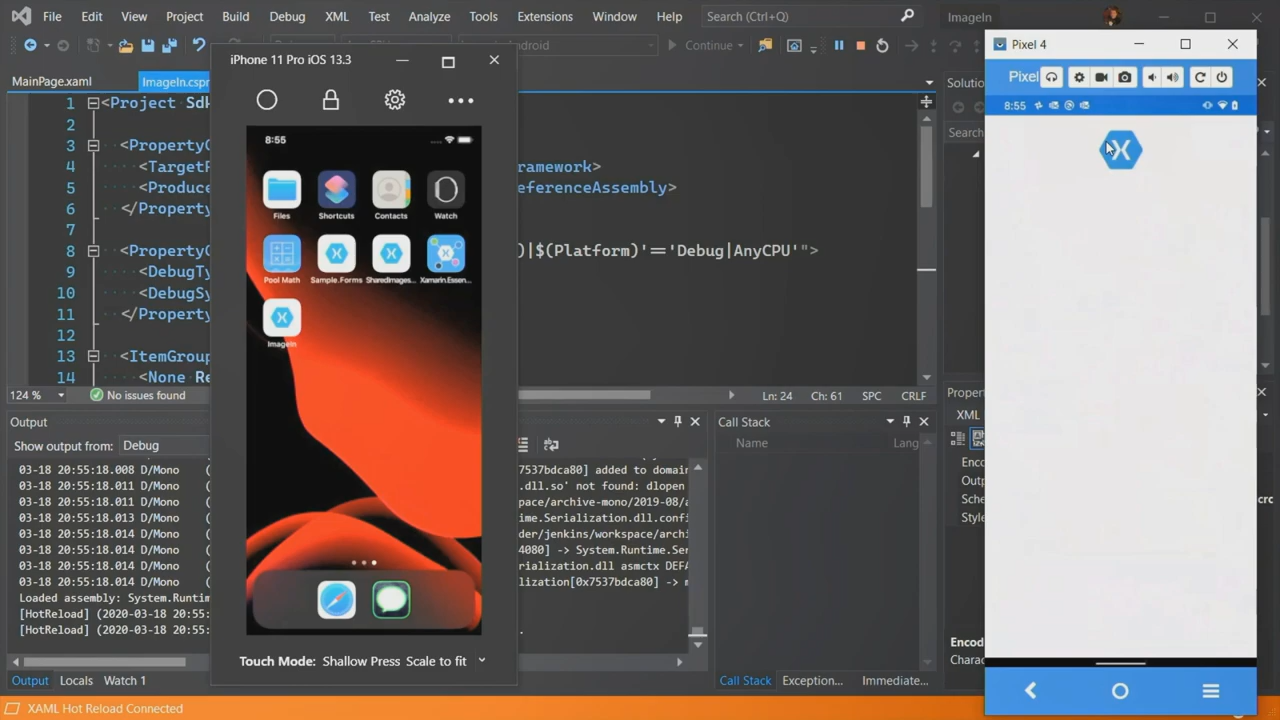 File Edit View Project Build Debug XML Test Analyze Tools Extensions Window Help Search (Ctrl+Q) ImageIn
Continue
MainPage.xaml ImageIn.cspr
1 <Project Sdk
2
3 <PropertyG
4 <TargetF ramework>
5 <Produce eferenceAssembly>
6 </Property
7
8 <PropertyG )|$(Platform)'=='Debug|AnyCPU'">
9 <DebugTy
10 <DebugSy
11 </Property
12
13 <ItemGroup
14 <None Re
124 % No issues found Ln: 24 Ch: 61 SPC CRLF
Output
Show output from: Debug
03-18 20:55:18.008 D/Mono ( 7537bdca80] added to domai
03-18 20:55:18.011 D/Mono ( .dll.so' not found: dlopen
03-18 20:55:18.011 D/Mono ( pace/archive-mono/2019-08/a
03-18 20:55:18.013 D/Mono ( ime.Serialization.dll.confi
03-18 20:55:18.014 D/Mono ( der/jenkins/workspace/archi
03-18 20:55:18.014 D/Mono ( 4080] -> System.Runtime.Ser
03-18 20:55:18.014 D/Mono ( rialization.dll asmctx DEFA
03-18 20:55:18.014 D/Mono ( lization[0x7537bdca80] -> m
Loaded assembly: System.Runtim
[HotReload] (2020-03-18 20:55:
[HotReload] (2020-03-18 20:55:
Output Locals Watch 1
XAML Hot Reload Connected
iPhone 11 Pro iOS 13.3
8:55
Files Shortcuts Contacts Watch
Pool Math Sample.Forms SharedImages... Xamarin.Essen...
ImageIn
Touch Mode: Shallow Press Scale to fit
Call Stack
Name Lang
Call Stack Exception... Immediate...
Solutio
Search
Propert
XML
Enco
Outp
Sche crc
Style
Encod
Charac
Pixel 4
Pixel
8:55